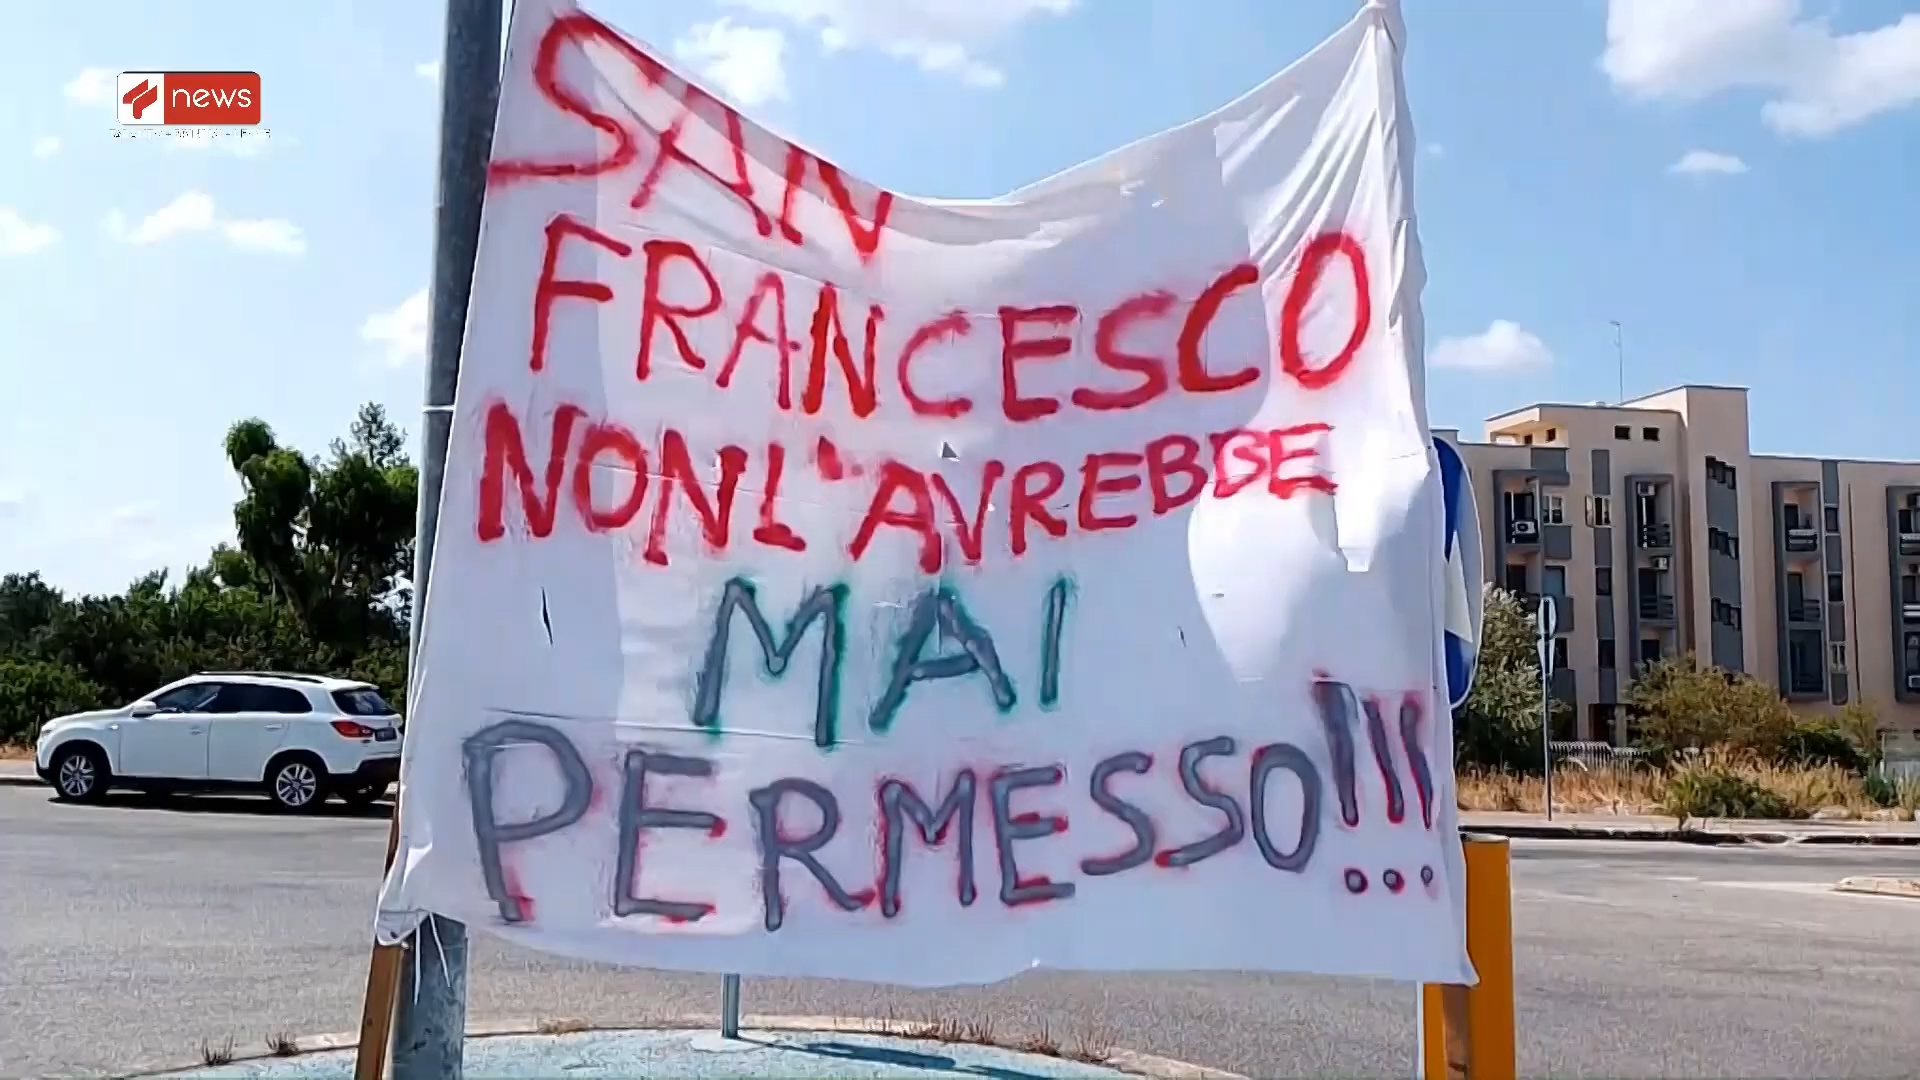 news
SAN
FRANCESCO
NON L'AVREBBE
MAI
PERMESSO!!!